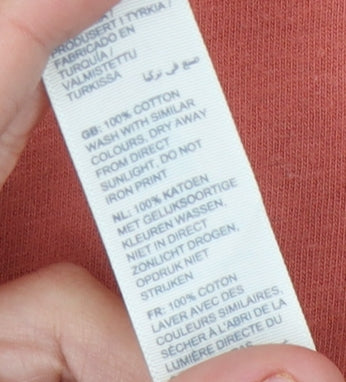 PRODUSERT I TYRKIA /
FABRICADO EN
TURQUÍA /
VALMISTETTU
TURKISSA
صنع في تركيا
GB: 100% COTTON
WASH WITH SIMILAR
COLOURS, DRY AWAY
FROM DIRECT
SUNLIGHT, DO NOT
IRON PRINT
NL: 100% KATOEN
MET GELIJKSOORTIGE
KLEUREN WASSEN,
NIET IN DIRECT
ZONLICHT DROGEN,
OPDRUK NIET
STRIJKEN
FR: 100% COTON
LAVER AVEC DES
COULEURS SIMILAIRES,
SÉCHER À L'ABRI DE LA
LUMIÈRE DIRECTE DU
PAS